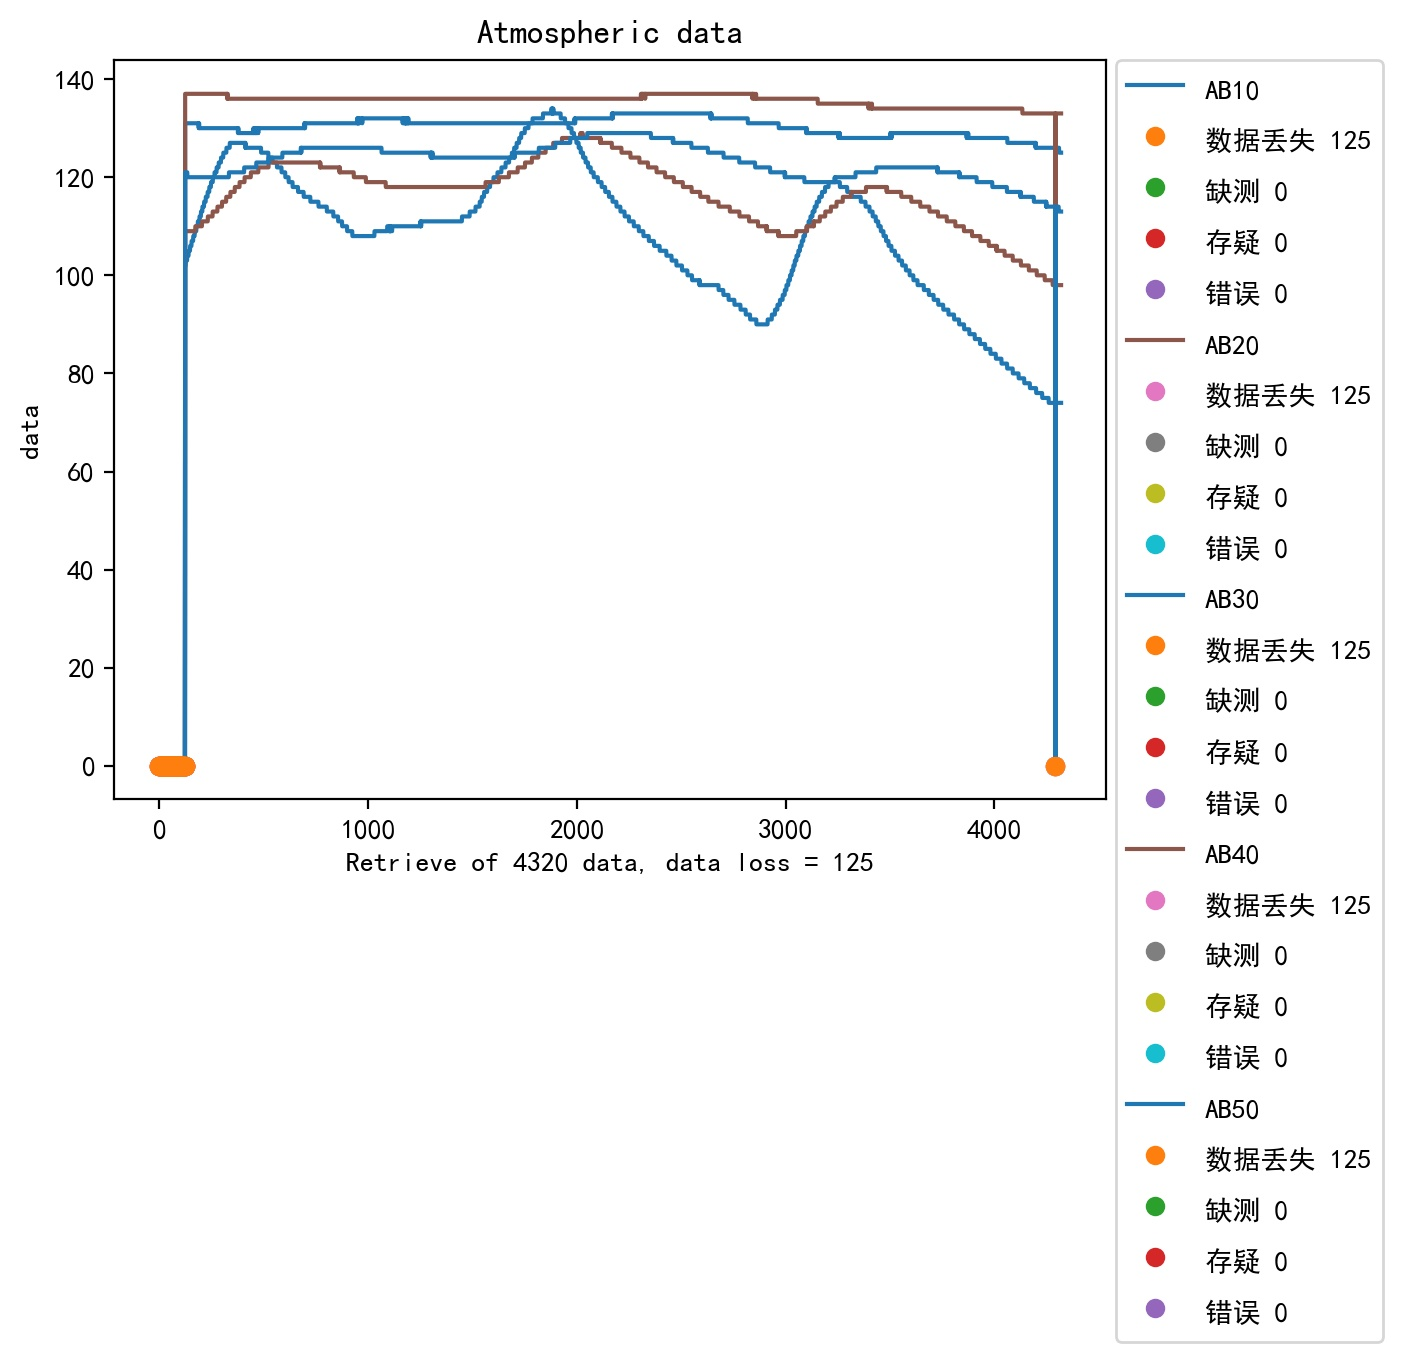 Atmospheric data
140
120
100
80
60
40
20
0
data
0 1000 2000 3000 4000
Retrieve of 4320 data, data loss = 125
AB10
数据丢失 125
缺测 0
存疑 0
错误 0
AB20
数据丢失 125
缺测 0
存疑 0
错误 0
AB30
数据丢失 125
缺测 0
存疑 0
错误 0
AB40
数据丢失 125
缺测 0
存疑 0
错误 0
AB50
数据丢失 125
缺测 0
存疑 0
错误 0